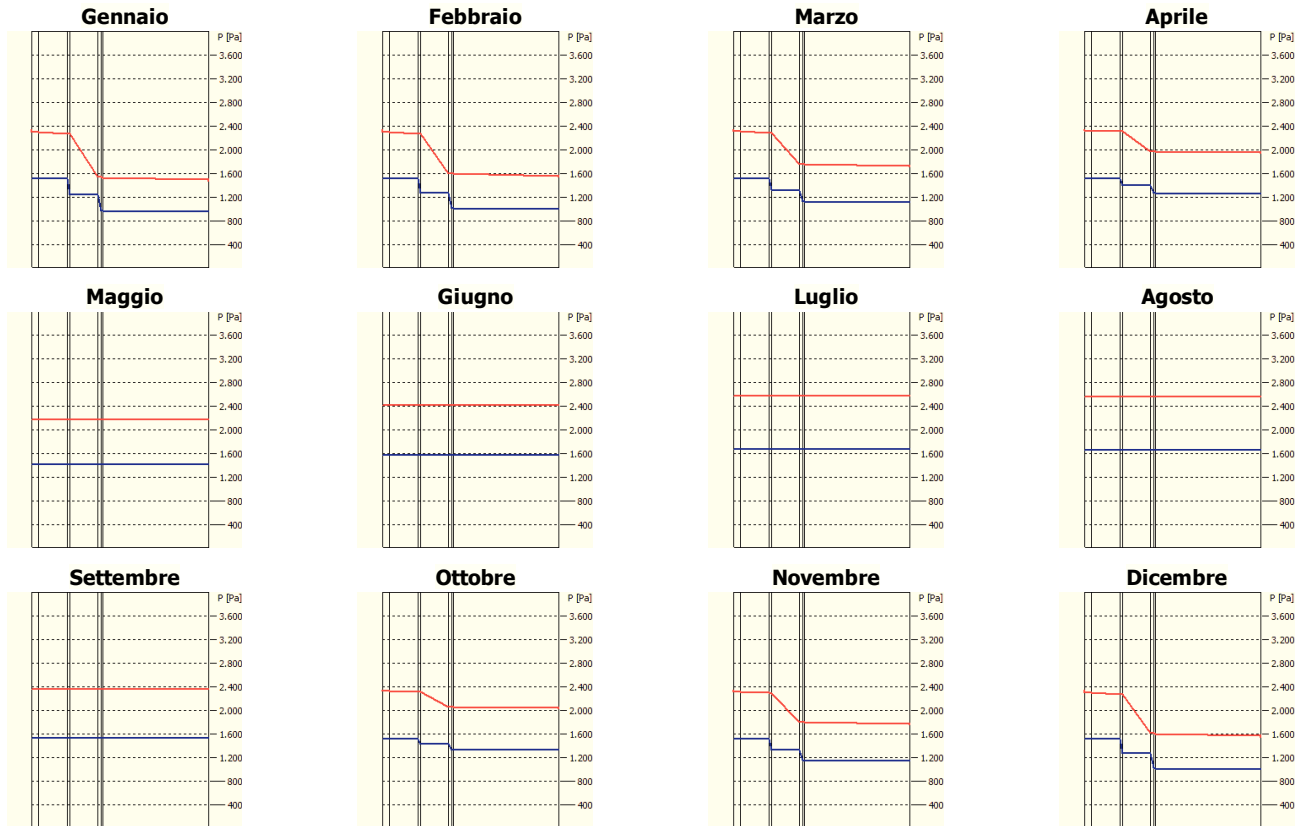 Gennaio Febbraio Marzo Aprile
P [Pa] P [Pa] P [Pa] P [Pa]
3.600 3.600 3.600 3.600
3.200 3.200 3.200 3.200
2.800 2.800 2.800 2.800
2.400 2.400 2.400 2.400
2.000 2.000 2.000 2.000
1.600 1.600 1.600 1.600
1.200 1.200 1.200 1.200
800 800 800 800
400 400 400 400
Maggio Giugno Luglio Agosto
P [Pa] P [Pa] P [Pa] P [Pa]
3.600 3.600 3.600 3.600
3.200 3.200 3.200 3.200
2.800 2.800 2.800 2.800
2.400 2.400 2.400 2.400
2.000 2.000 2.000 2.000
1.600 1.600 1.600 1.600
1.200 1.200 1.200 1.200
800 800 800 800
400 400 400 400
Settembre Ottobre Novembre Dicembre
P [Pa] P [Pa] P [Pa] P [Pa]
3.600 3.600 3.600 3.600
3.200 3.200 3.200 3.200
2.800 2.800 2.800 2.800
2.400 2.400 2.400 2.400
2.000 2.000 2.000 2.000
1.600 1.600 1.600 1.600
1.200 1.200 1.200 1.200
800 800 800 800
400 400 400 400